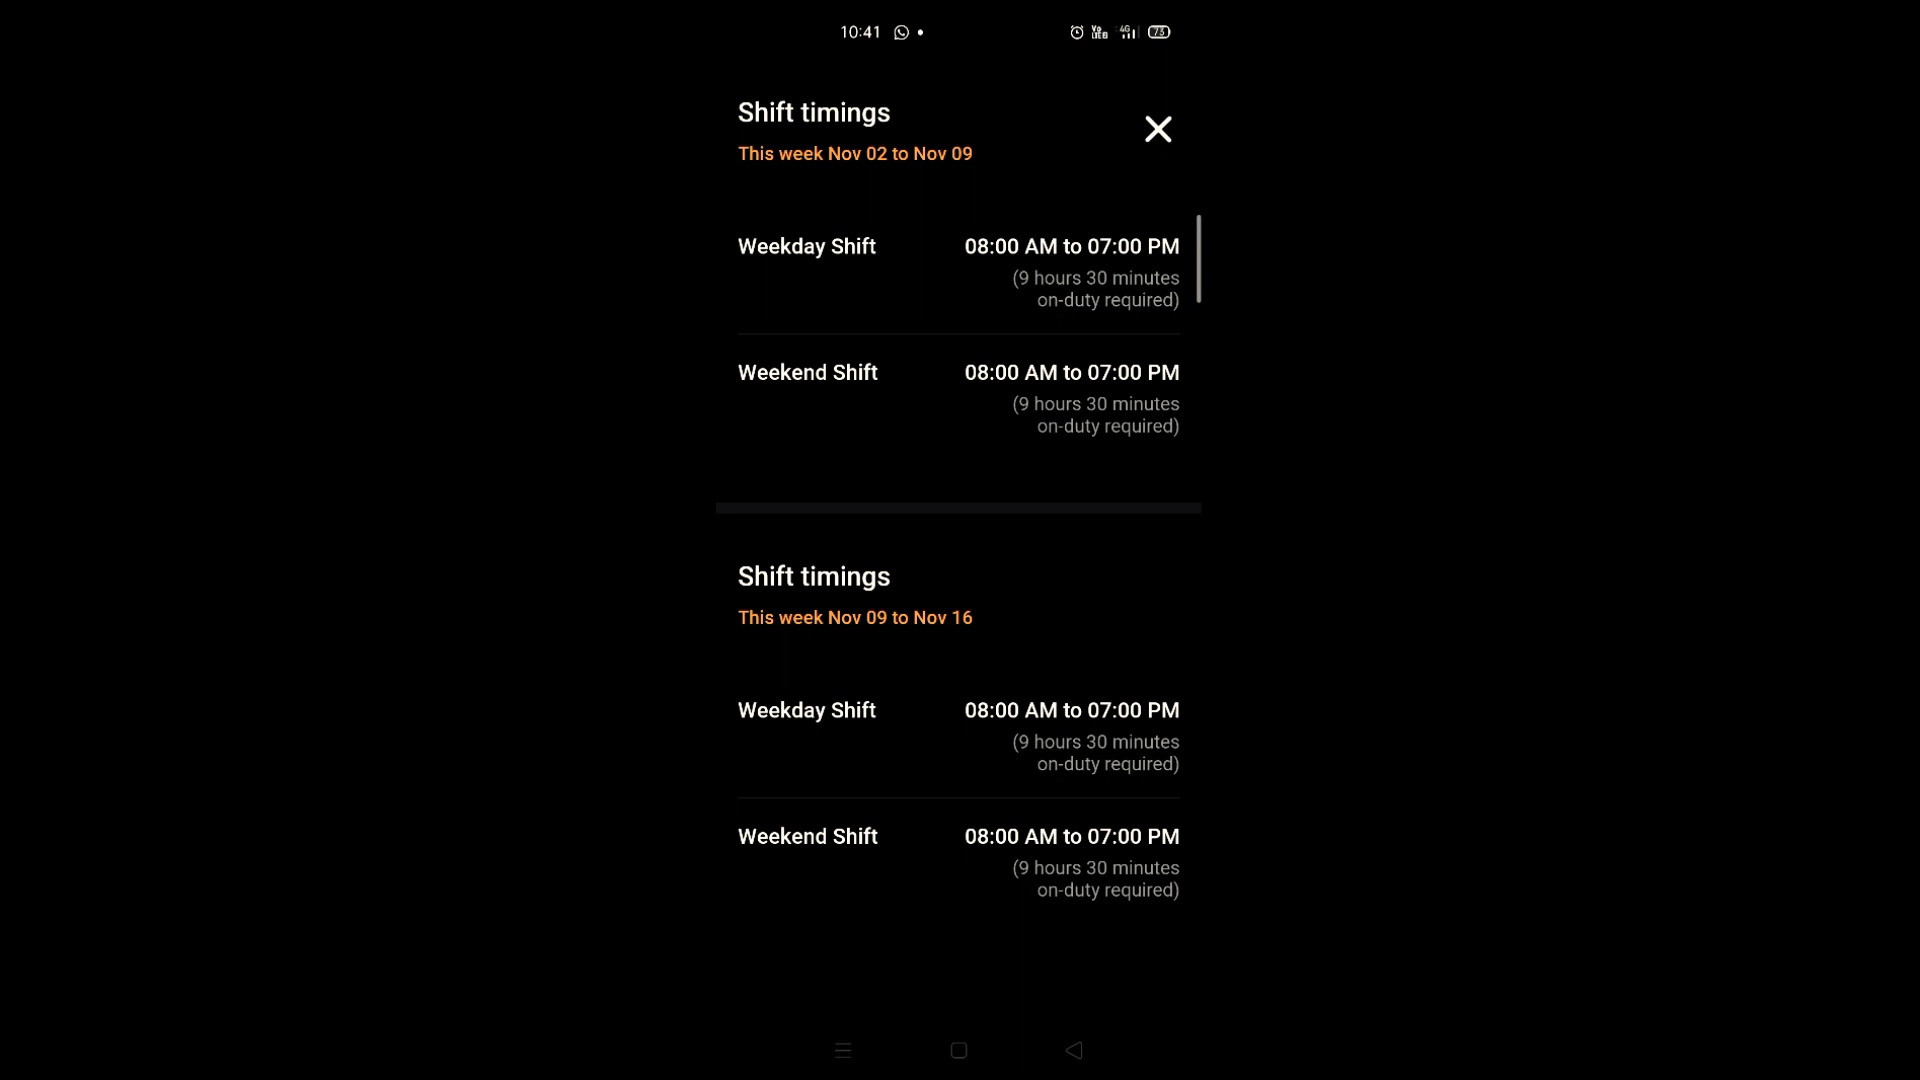 10:41
73
Shift timings
This week Nov 02 to Nov 09
Weekday Shift 08:00 AM to 07:00 PM
(9 hours 30 minutes
on-duty required)
Weekend Shift 08:00 AM to 07:00 PM
(9 hours 30 minutes
on-duty required)
Shift timings
This week Nov 09 to Nov 16
Weekday Shift 08:00 AM to 07:00 PM
(9 hours 30 minutes
on-duty required)
Weekend Shift 08:00 AM to 07:00 PM
(9 hours 30 minutes
on-duty required)